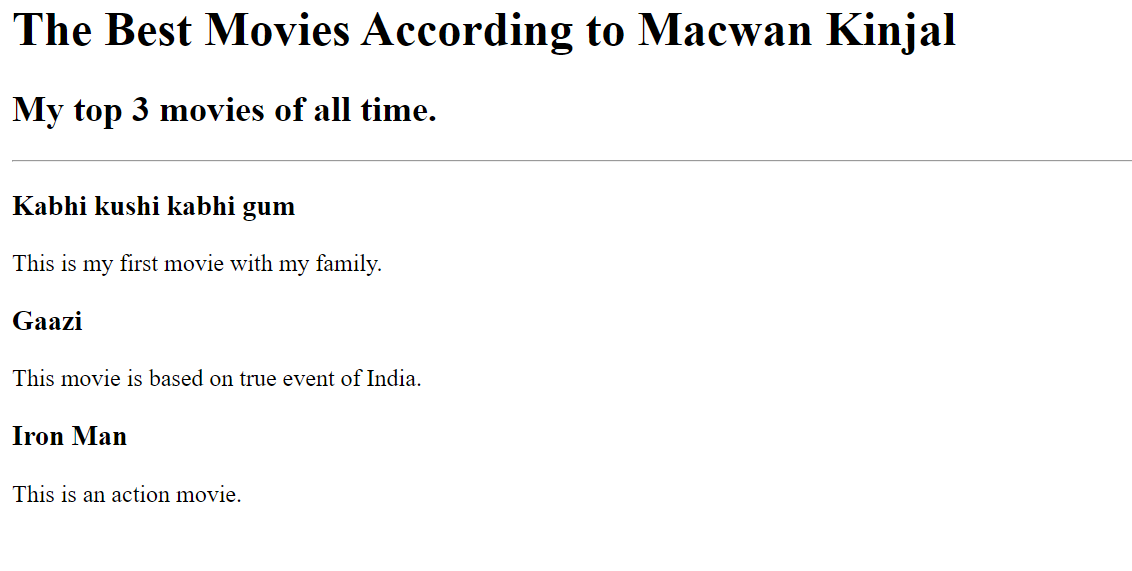 The Best Movies According to Macwan Kinjal
My top 3 movies of all time.
Kabhi kushi kabhi gum
This is my first movie with my family.
Gaazi
This movie is based on true event of India.
Iron Man
This is an action movie.